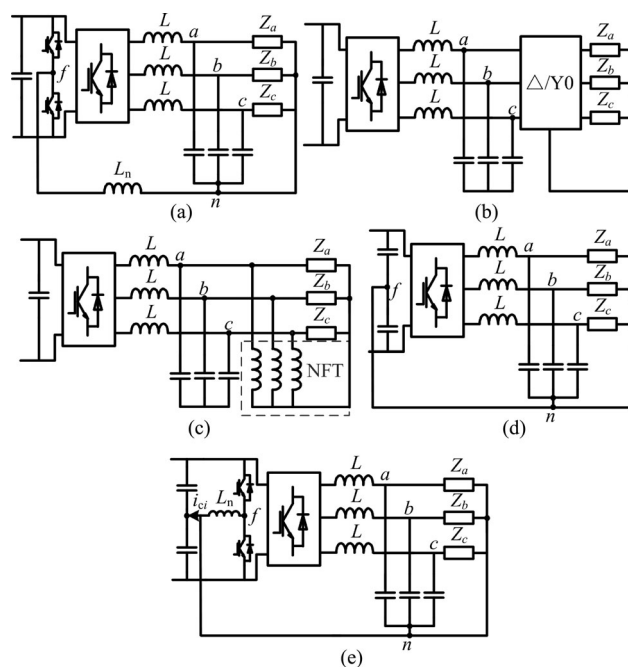 L a Z_a
L b Z_b
L c Z_c
f
L_n
n
(a)
L a Z_a
L b Z_b
L c Z_c
△/Y0
(b)
L a Z_a
L b Z_b
L c Z_c
NFT
(c)
L a Z_a
L b Z_b
L c Z_c
f
n
(d)
L a Z_a
L b Z_b
L c Z_c
i_ci L_n f
n
(e)